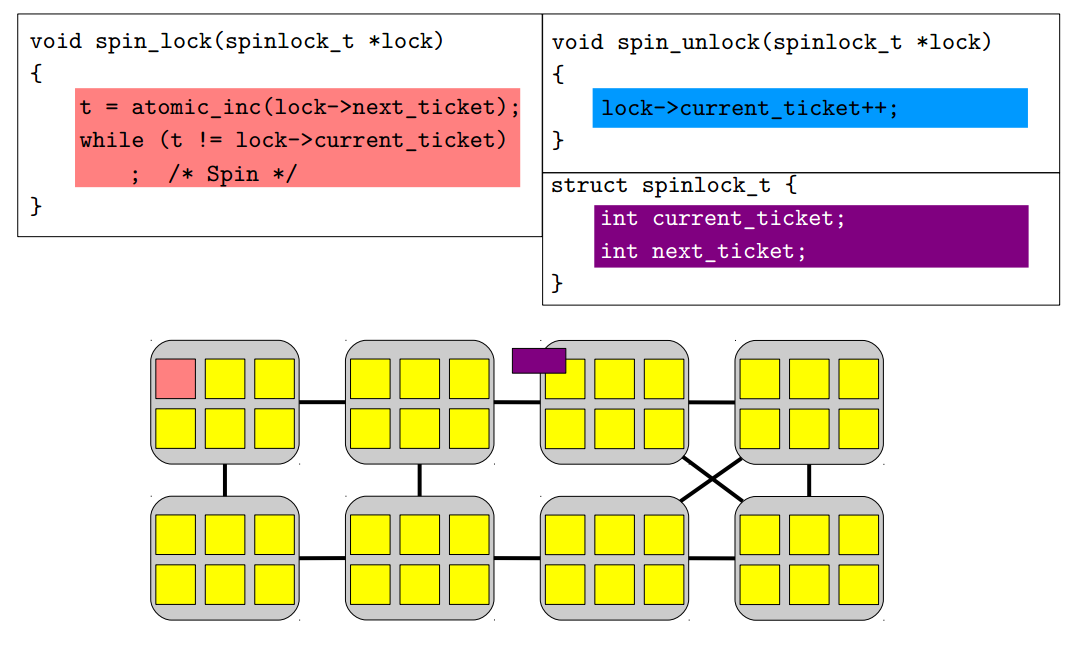 void spin_lock(spinlock_t *lock)
{
t = atomic_inc(lock->next_ticket);
while (t != lock->current_ticket)
; /* Spin */
}
void spin_unlock(spinlock_t *lock)
{
lock->current_ticket++;
}
struct spinlock_t {
int current_ticket;
int next_ticket;
}